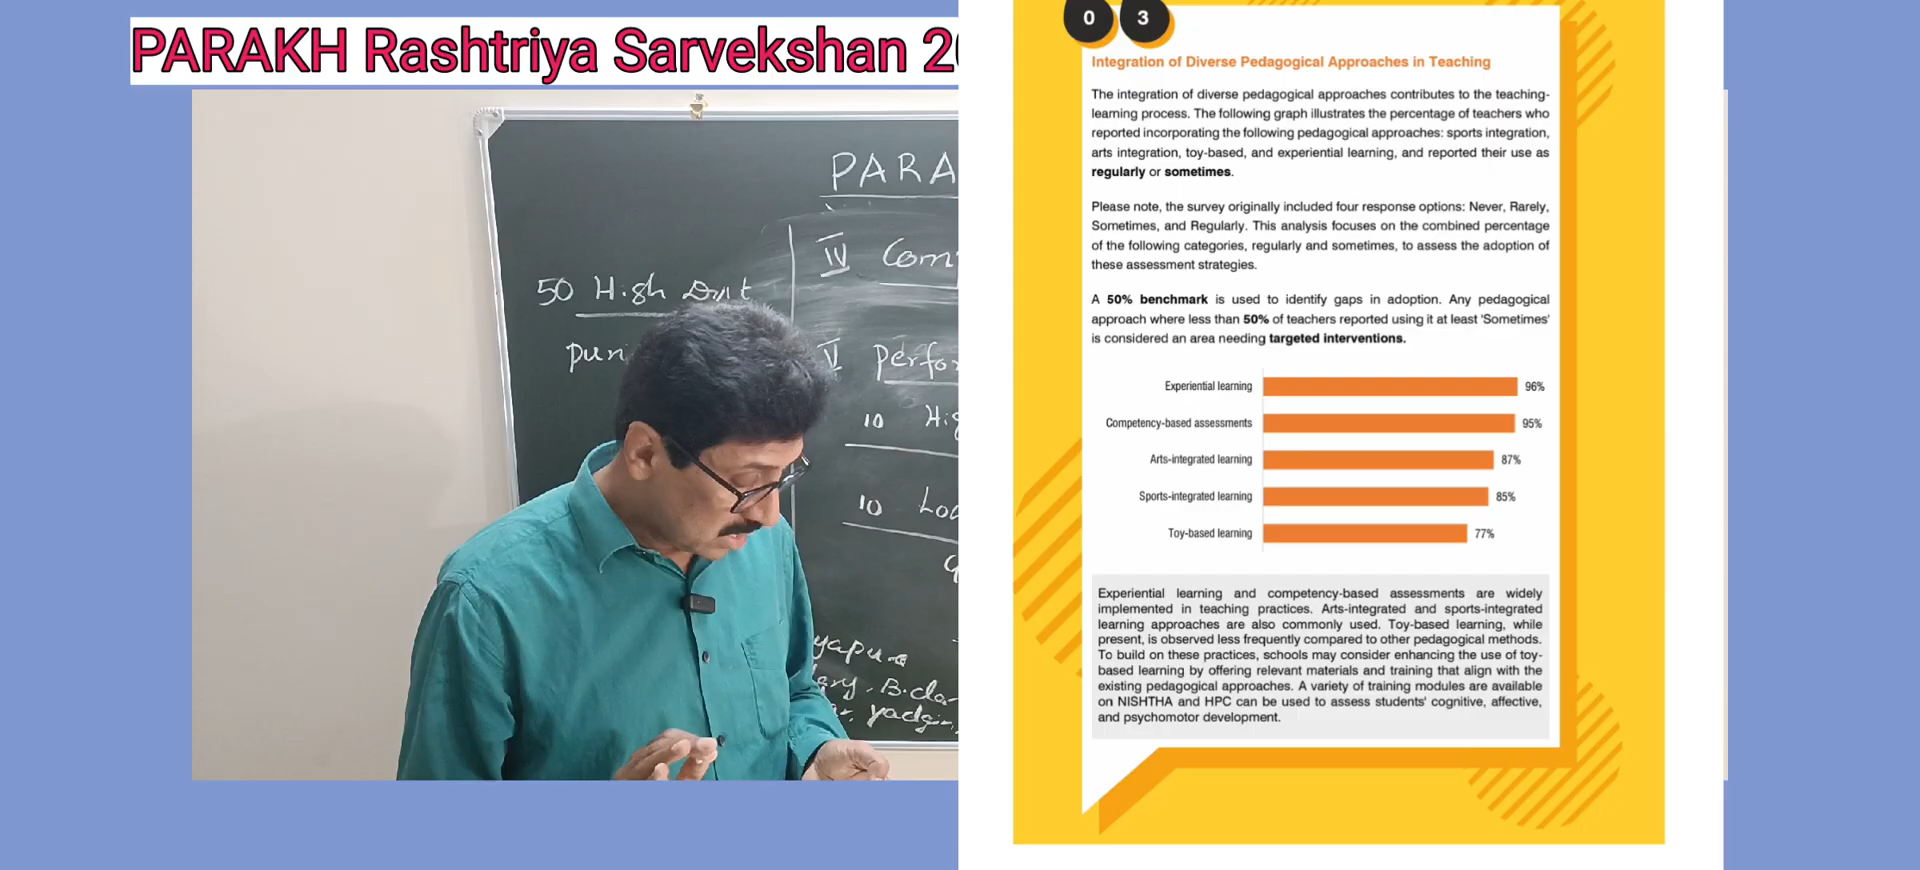 PARAKH Rashtriya Sarvekshan
PARA
IV Com
50 High Dist
V Perfor
10 Hig
10 Lo
yapura
yadgir
0 3
Integration of Diverse Pedagogical Approaches in Teaching
The integration of diverse pedagogical approaches contributes to the teaching-
learning process. The following graph illustrates the percentage of teachers who
reported incorporating the following pedagogical approaches: sports integration,
arts integration, toy-based, and experiential learning, and reported their use as
regularly or sometimes.
Please note, the survey originally included four response options: Never, Rarely,
Sometimes, and Regularly. This analysis focuses on the combined percentage
of the following categories, regularly and sometimes, to assess the adoption of
these assessment strategies.
A 50% benchmark is used to identify gaps in adoption. Any pedagogical
approach where less than 50% of teachers reported using it at least 'Sometimes'
is considered an area needing targeted interventions.
Experiential learning 96%
Competency-based assessments 95%
Arts-integrated learning 87%
Sports-integrated learning 85%
Toy-based learning 77%
Experiential learning and competency-based assessments are widely
implemented in teaching practices. Arts-integrated and sports-integrated
learning approaches are also commonly used. Toy-based learning, while
present, is observed less frequently compared to other pedagogical methods.
To build on these practices, schools may consider enhancing the use of toy-
based learning by offering relevant materials and training that align with the
existing pedagogical approaches. A variety of training modules are available
on NISHTHA and HPC can be used to assess students' cognitive, affective,
and psychomotor development.